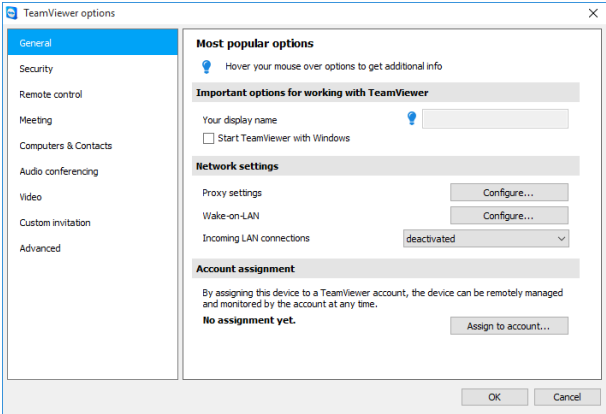 TeamViewer options
General
Security
Remote control
Meeting
Computers & Contacts
Audio conferencing
Video
Custom invitation
Advanced
Most popular options
Hover your mouse over options to get additional info
Important options for working with TeamViewer
Your display name
Start TeamViewer with Windows
Network settings
Proxy settings Configure...
Wake-on-LAN Configure...
Incoming LAN connections deactivated
Account assignment
By assigning this device to a TeamViewer account, the device can be remotely managed
and monitored by the account at any time.
No assignment yet.
Assign to account...
OK Cancel